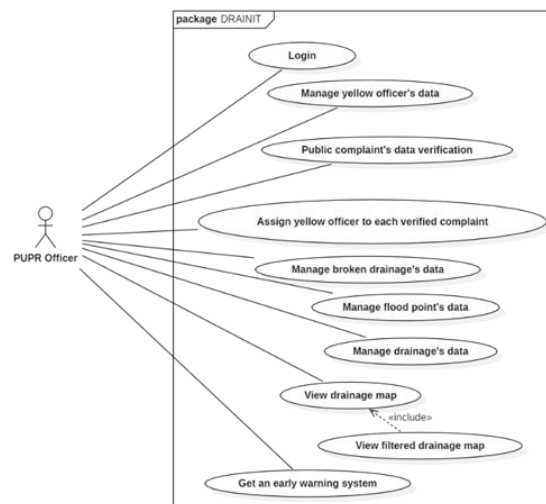 package DRAINIT
Login
Manage yellow officer's data
Public complaint's data verification
Assign yellow officer to each verified complaint
PUPR Officer
Manage broken drainage's data
Manage flood point's data
Manage drainage's data
View drainage map
«include»
View filtered drainage map
Get an early warning system